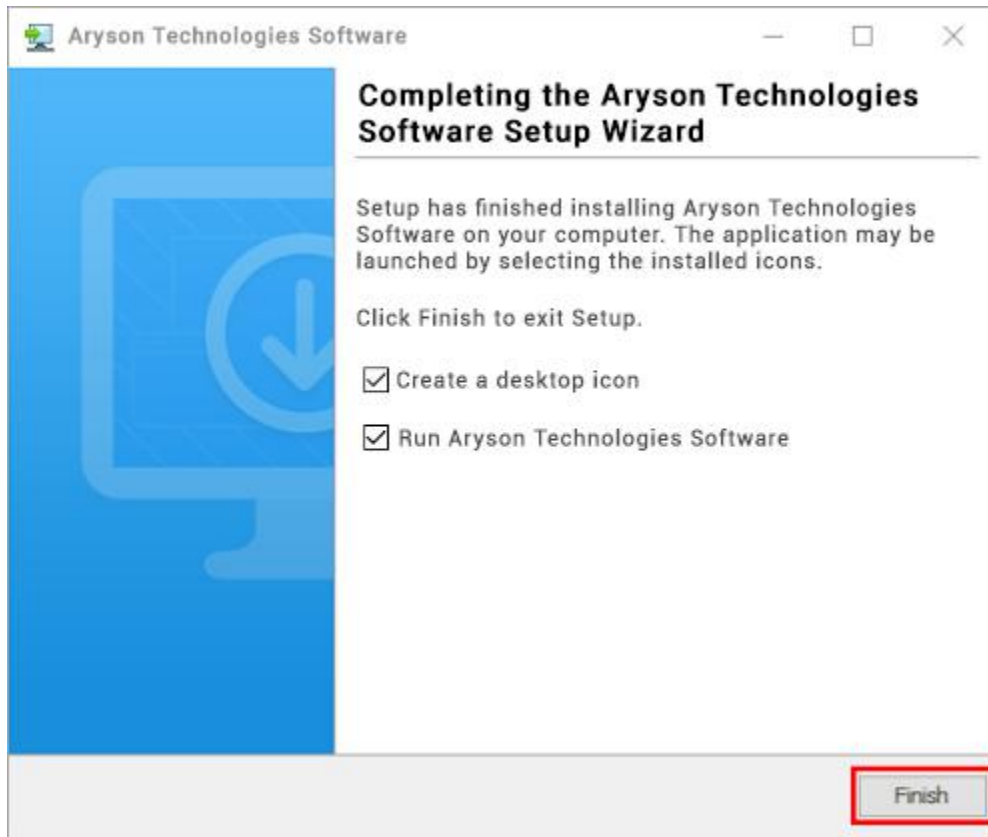 Aryson Technologies Software
Completing the Aryson Technologies
Software Setup Wizard
Setup has finished installing Aryson Technologies
Software on your computer. The application may be
launched by selecting the installed icons.
Click Finish to exit Setup.
Create a desktop icon
Run Aryson Technologies Software
Finish